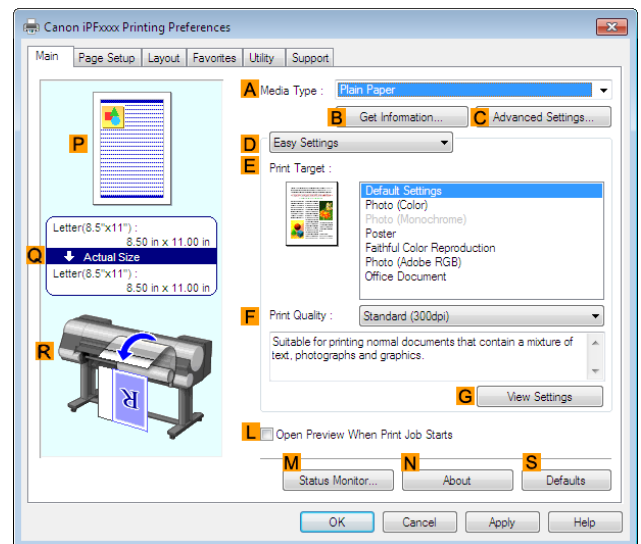 Canon iPFxxxx Printing Preferences
Main Page Setup Layout Favorites Utility Support
A Media Type : Plain Paper
B Get Information... C Advanced Settings...
P
D Easy Settings
E Print Target :
Default Settings
Photo (Color)
Photo (Monochrome)
Poster
Faithful Color Reproduction
Photo (Adobe RGB)
Office Document
Letter(8.5"x11") :
8.50 in x 11.00 in
Q Actual Size
Letter(8.5"x11") :
8.50 in x 11.00 in
F Print Quality : Standard (300dpi)
Suitable for printing normal documents that contain a mixture of
text, photographs and graphics.
R
R
G View Settings
L Open Preview When Print Job Starts
M Status Monitor... N About S Defaults
OK Cancel Apply Help